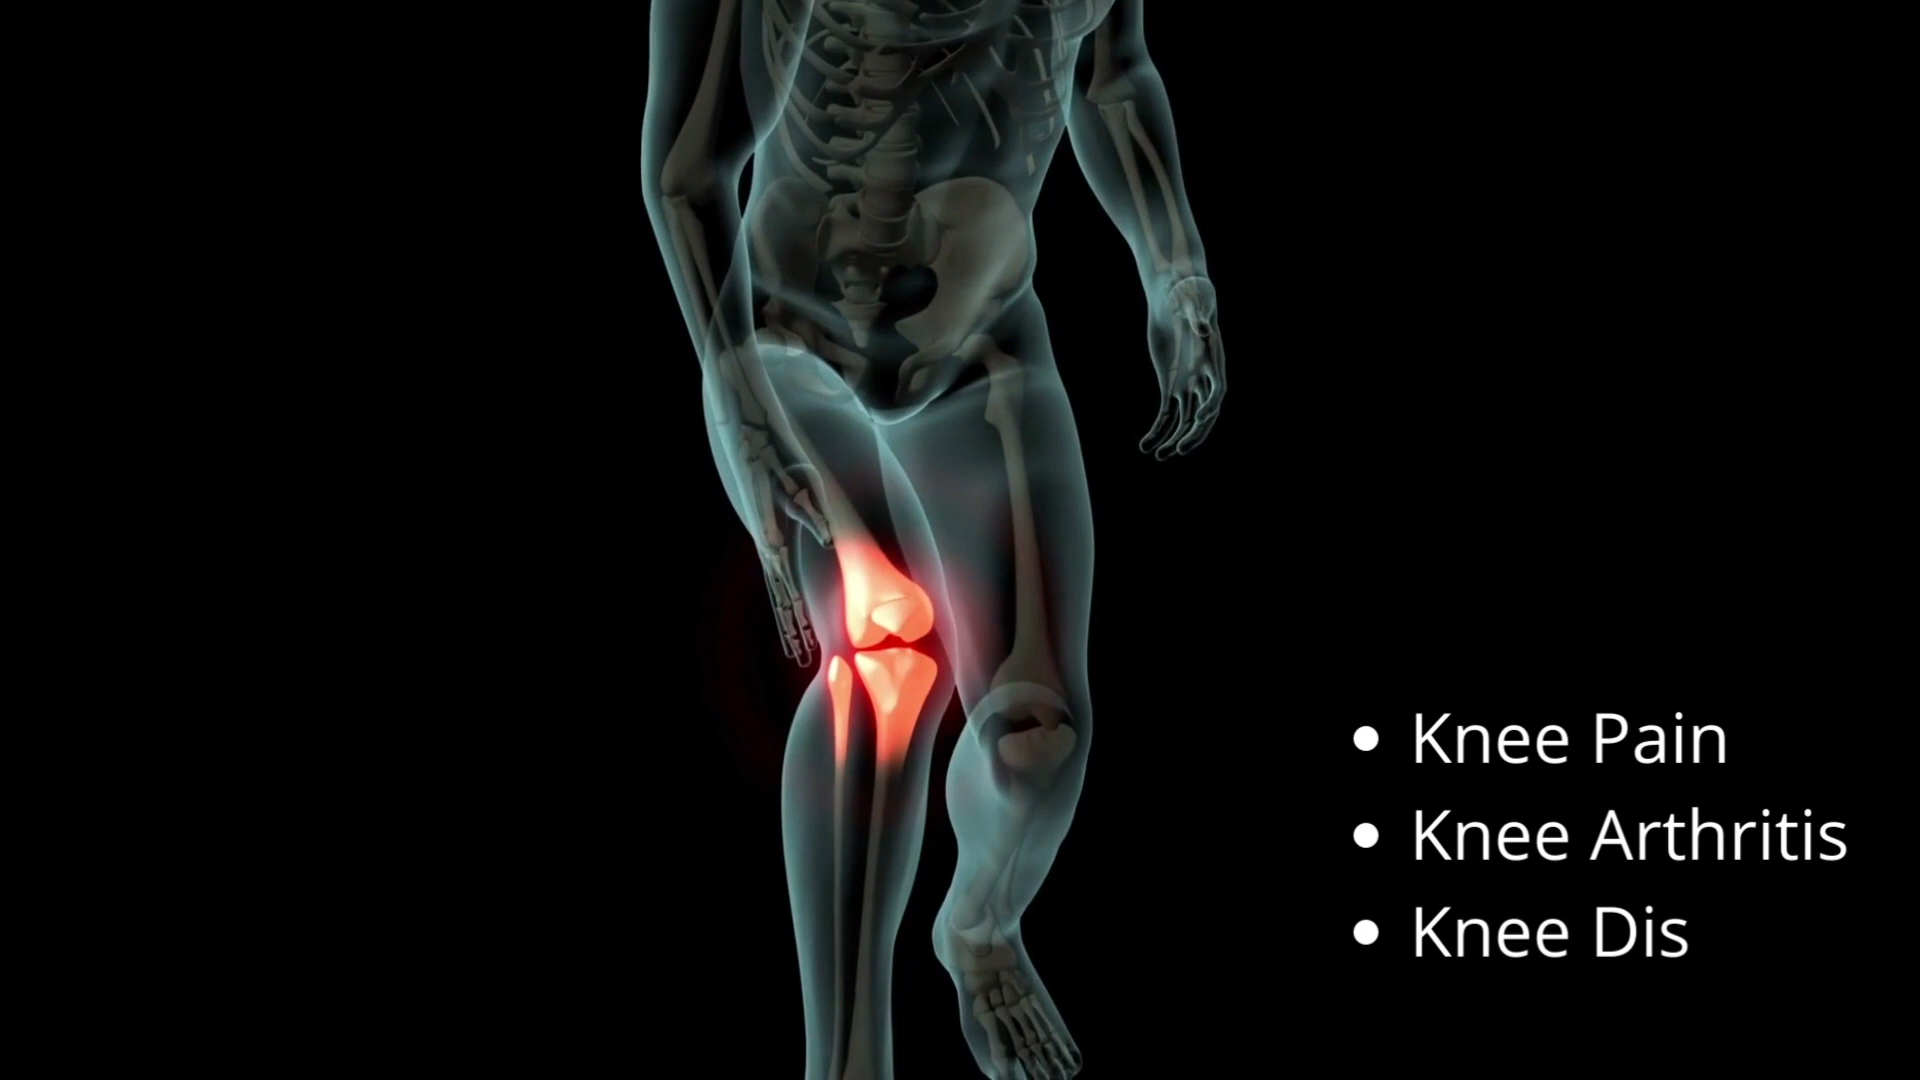 • Knee Pain
• Knee Arthritis
• Knee Dis